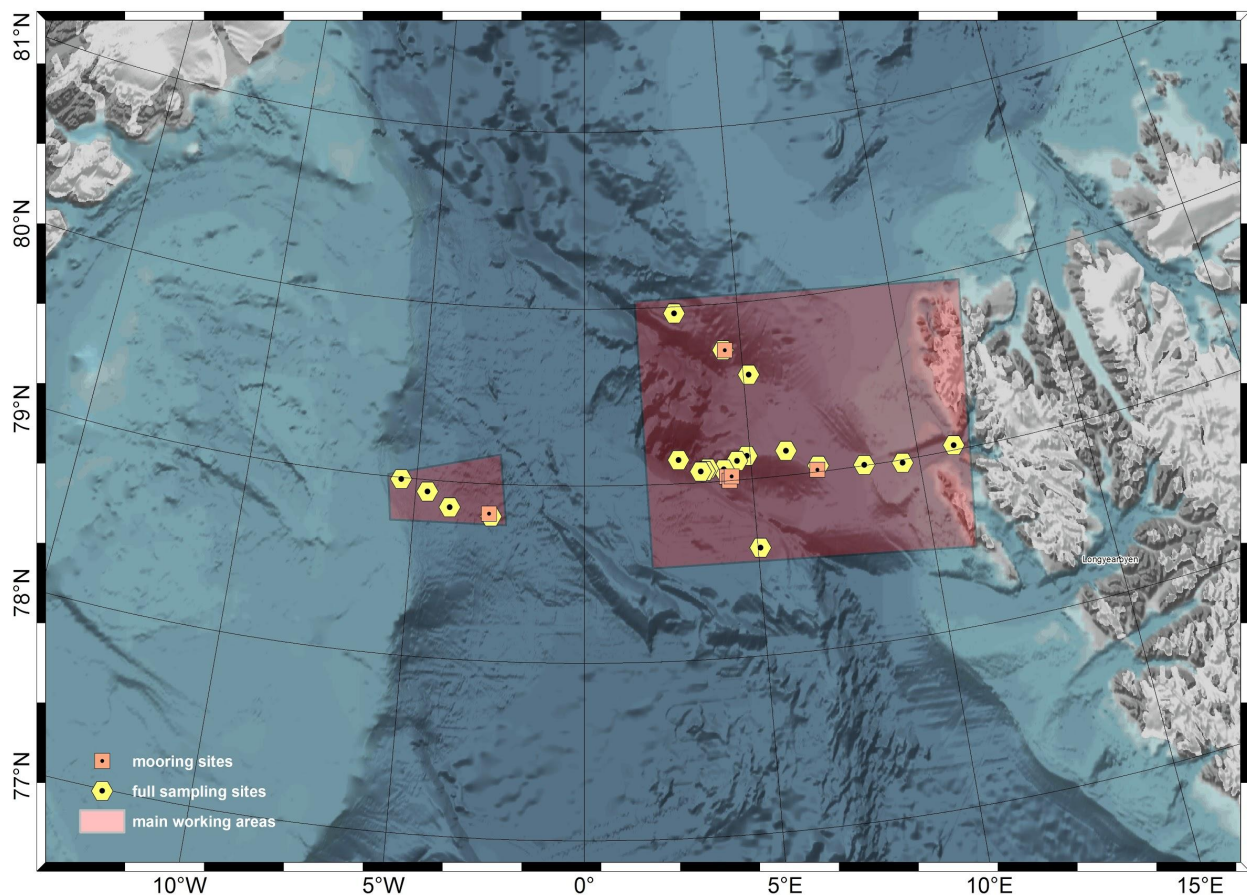 81°N
80°N
79°N
78°N
77°N
Longyearbyen
mooring sites
full sampling sites
main working areas
10°W
5°W
0°
5°E
10°E
15°E